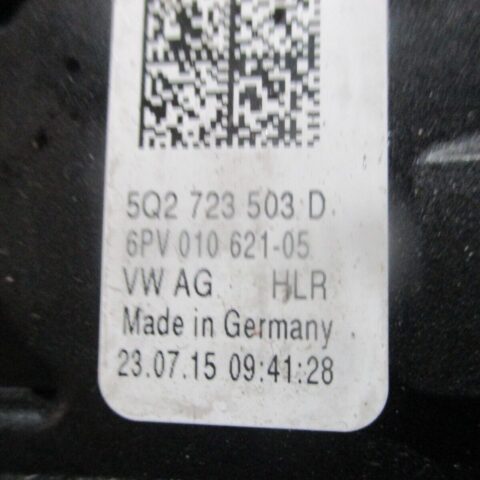 5Q2 723 503 D
6PV 010 621-05
VW AG HLR
Made in Germany
23.07.15 09:41:28